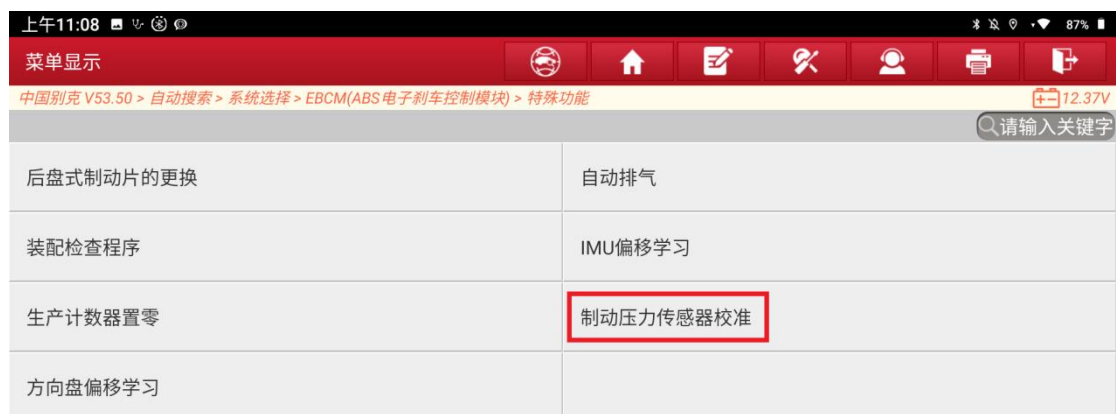 上午11:08
87%
菜单显示
中国别克 V53.50 > 自动搜索 > 系统选择 > EBCM(ABS电子刹车控制模块) > 特殊功能
12.37V
请输入关键字
后盘式制动片的更换
自动排气
装配检查程序
IMU偏移学习
生产计数器置零
制动压力传感器校准
方向盘偏移学习